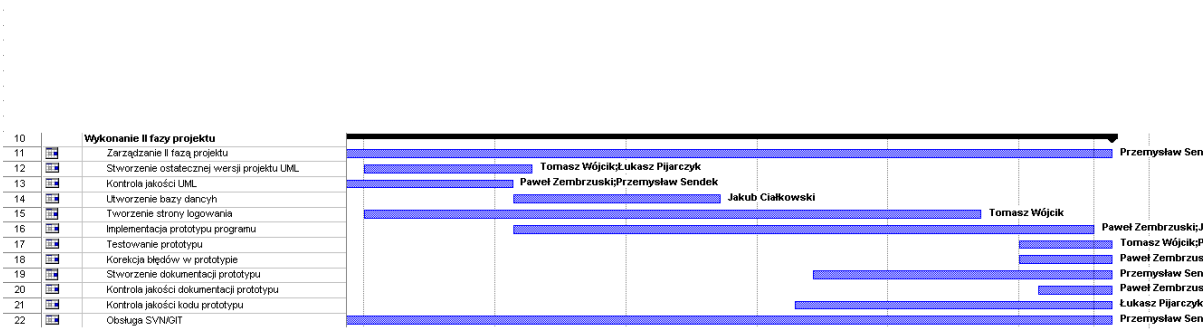 10 Wykonanie II fazy projektu
11 Zarządzanie II fazą projektu Przemysław Sen
12 Stworzenie ostatecznej wersji projektu UML Tomasz Wójcik;Łukasz Pijarczyk
13 Kontrola jakości UML Paweł Zembrzuski;Przemysław Sendek
14 Utworzenie bazy dancyh Jakub Ciałkowski
15 Tworzenie strony logowania Tomasz Wójcik
16 Implementacja prototypu programu Paweł Zembrzuski;J
17 Testowanie prototypu Tomasz Wójcik;P
18 Korekcja błędów w prototypie Paweł Zembrzus
19 Stworzenie dokumentacji prototypu Przemysław Sen
20 Kontrola jakości dokumentacji prototypu Paweł Zembrzus
21 Kontrola jakości kodu prototypu Łukasz Pijarczyk
22 Obsługa SVN/GIT Przemysław Sen